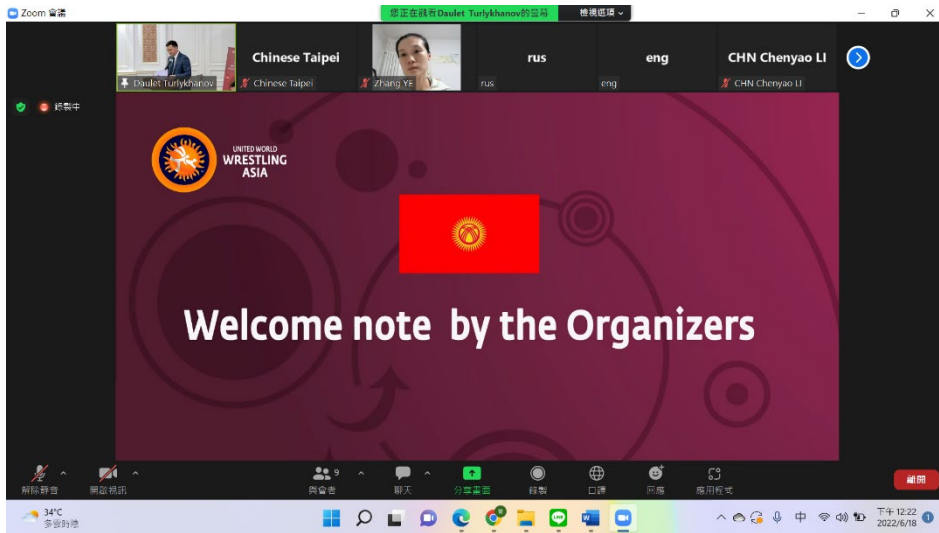 Zoom 會議
您正在觀看Daulet Turlykhanov的螢幕
檢視選項
Daulet Turlykhanov
Chinese Taipei
Chinese Taipei
Zhang YE
rus
rus
eng
eng
CHN Chenyao LI
CHN Chenyao LI
錄製中
UNITED WORLD
WRESTLING
ASIA
Welcome note by the Organizers
解除靜音
開啟視訊
9
與會者
聊天
分享畫面
錄製
口譯
回應
應用程式
離開
34°C
多雲時晴
LINE
中
下午 12:22
2022/6/18
1